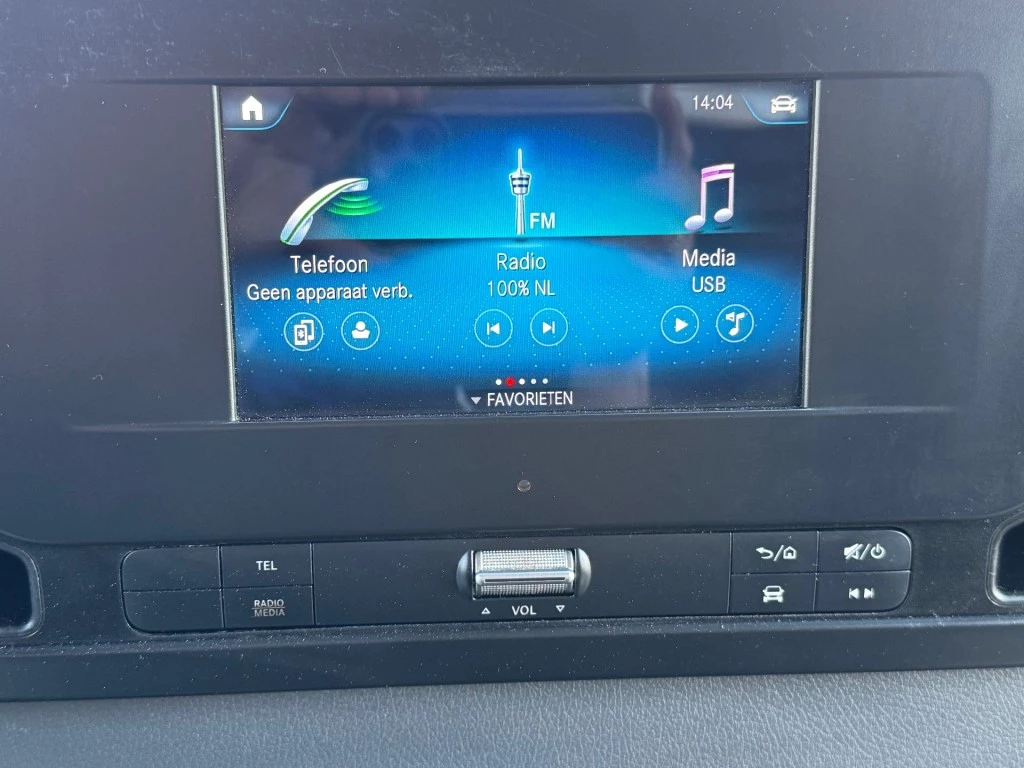 14:04
FM
Telefoon
Geen apparaat verb.
Radio
100% NL
Media
USB
FAVORIETEN
TEL
RADIO
MEDIA
VOL